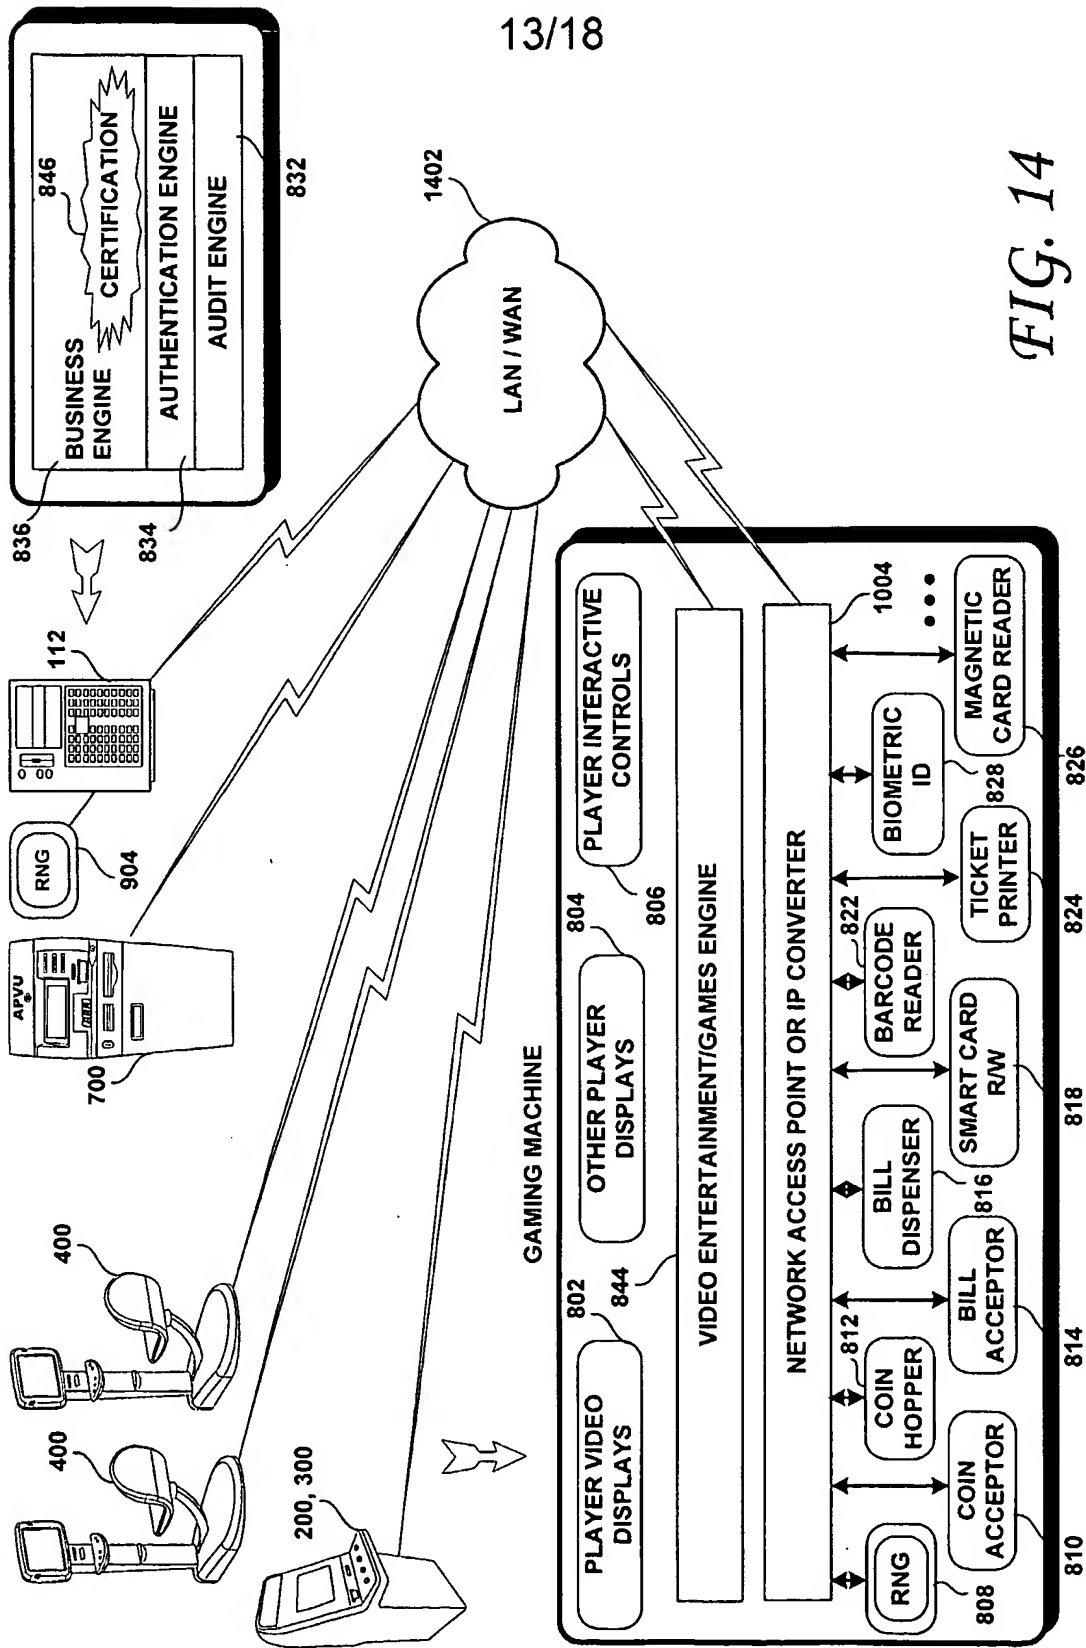 13/18
846
BUSINESS
ENGINE
CERTIFICATION
AUTHENTICATION ENGINE
AUDIT ENGINE
836
834
832
112
RNG
904
APVU
700
400
400
200, 300
1402
LAN / WAN
GAMING MACHINE
PLAYER VIDEO
DISPLAYS
802
OTHER PLAYER
DISPLAYS
804
PLAYER INTERACTIVE
CONTROLS
806
844
VIDEO ENTERTAINMENT/GAMES ENGINE
NETWORK ACCESS POINT OR IP CONVERTER
1004
RNG
808
COIN
ACCEPTOR
810
COIN
HOPPER
812
BILL
ACCEPTOR
814
BILL
DISPENSER
816
SMART CARD
R/W
818
BARCODE
READER
822
TICKET
PRINTER
824
BIOMETRIC
ID
828
MAGNETIC
CARD READER
826
FIG. 14